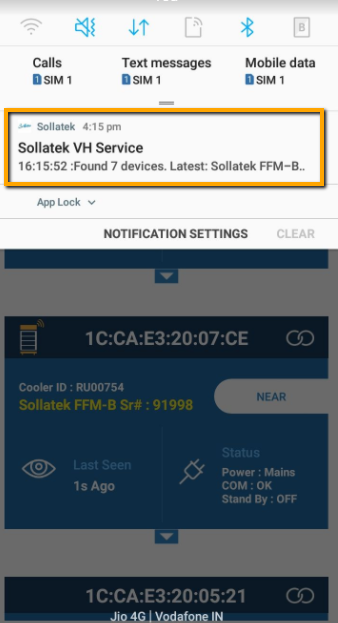 B
Calls Text messages Mobile data
1 SIM 1 1 SIM 1 1 SIM 1
Sollatek 4:15 pm
Sollatek VH Service
16:15:52 :Found 7 devices. Latest: Sollatek FFM–B..
App Lock
NOTIFICATION SETTINGS CLEAR
1C:CA:E3:20:07:CE
Cooler ID : RU00754
Sollatek FFM-B Sr# : 91998
NEAR
Last Seen
1s Ago
Status
Power : Mains
COM : OK
Stand By : OFF
1C:CA:E3:20:05:21
Jio 4G | Vodafone IN